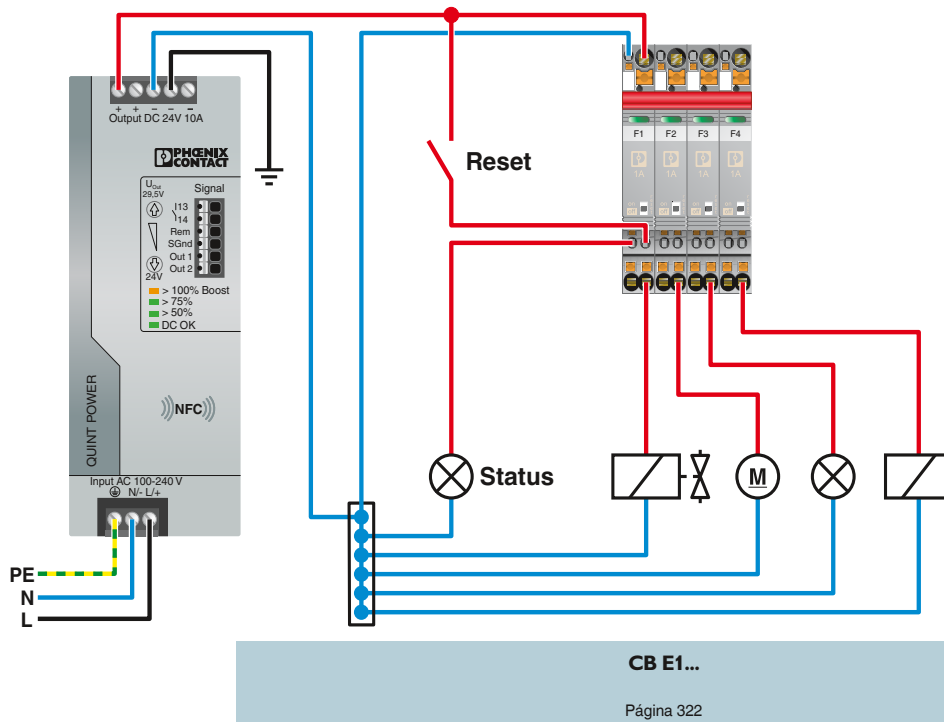 + + − − −
Output DC 24V 10A
PHŒNIX
CONTACT
UOut
29,5V
Signal
13
14
Rem
SGnd
Out 1
Out 2
24V
> 100% Boost
> 75%
> 50%
DC OK
QUINT POWER
NFC
Input AC 100-240 V
N/- L/+
PE
N
L
Reset
F1 F2 F3 F4
1A 1A 1A 1A
Status
M
CB E1...
Página 322